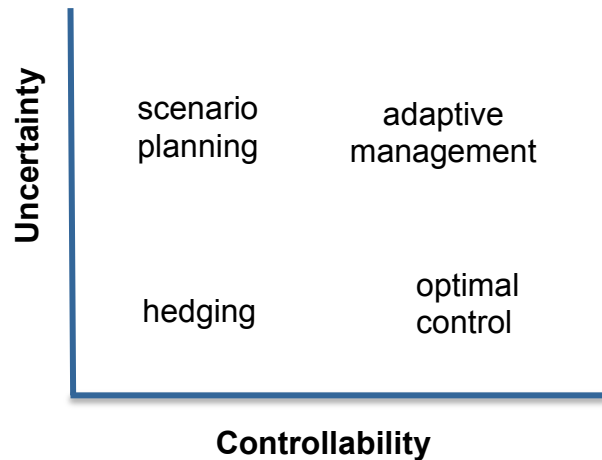 Uncertainty
scenario
planning
adaptive
management
hedging
optimal
control
Controllability